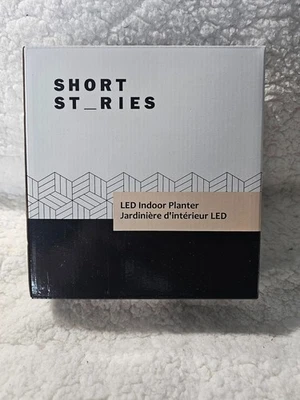 SHORT
ST_RIES
LED Indoor Planter
Jardinière d'intérieur LED